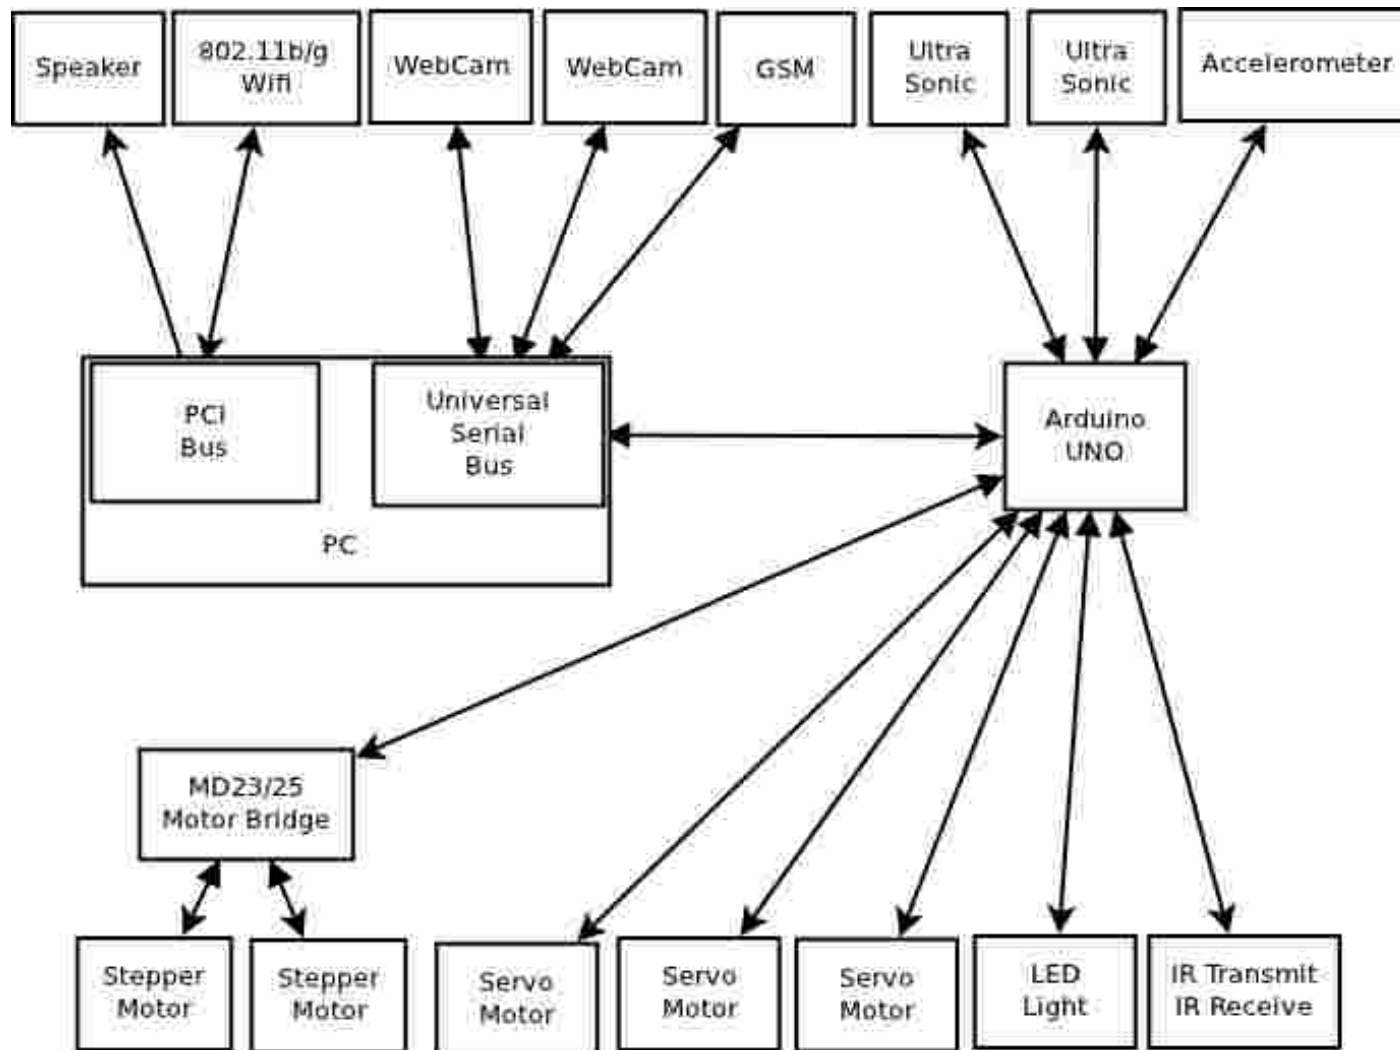 Speaker
802.11b/g
Wifi
WebCam
WebCam
GSM
Ultra
Sonic
Ultra
Sonic
Accelerometer
PCI
Bus
Universal
Serial
Bus
PC
Arduino
UNO
MD23/25
Motor Bridge
Stepper
Motor
Stepper
Motor
Servo
Motor
Servo
Motor
Servo
Motor
LED
Light
IR Transmit
IR Receive